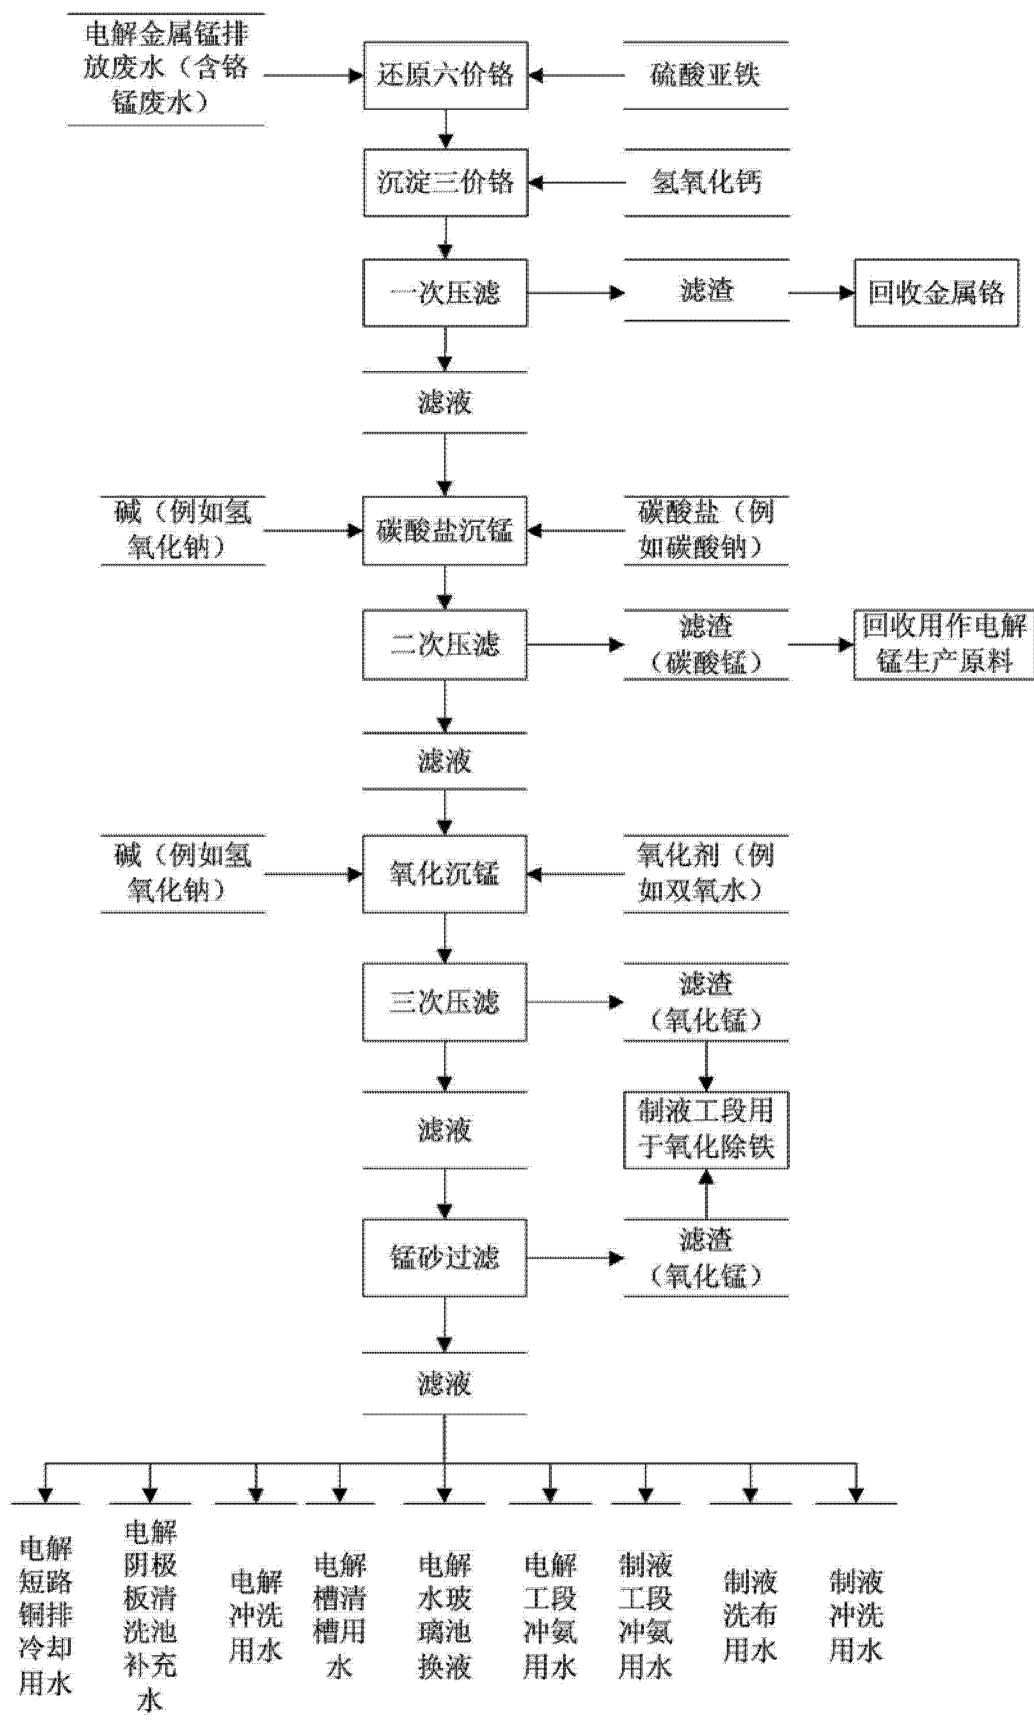 电解金属锰排
放废水（含铬
锰废水）
还原六价铬
硫酸亚铁
沉淀三价铬
氢氧化钙
一次压滤
滤渣
回收金属铬
滤液
碱（例如氢
氧化钠）
碳酸盐沉锰
碳酸盐（例
如碳酸钠）
二次压滤
滤渣
（碳酸锰）
回收用作电解
锰生产原料
滤液
碱（例如氢
氧化钠）
氧化沉锰
氧化剂（例
如双氧水）
三次压滤
滤渣
（氧化锰）
滤液
制液工段用
于氧化除铁
锰砂过滤
滤渣
（氧化锰）
滤液
电解
短路
铜排
冷却
用水
电解
阴极
板清
洗池
补充
水
电解
冲洗
用水
电解
槽清
槽用
水
电解
水玻
璃池
换液
电解
工段
冲氨
用水
制液
工段
冲氨
用水
制液
洗布
用水
制液
冲洗
用水